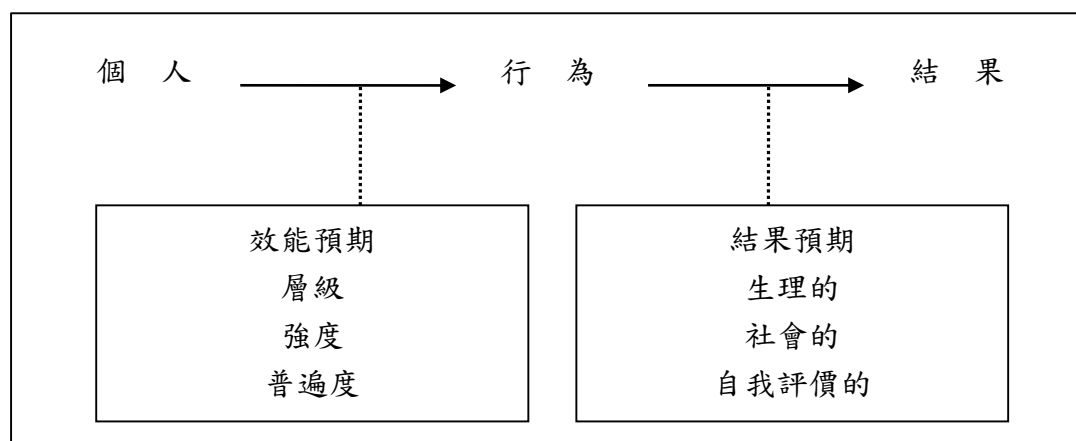 個 人 行 為 結 果
效能預期
層級
強度
普遍度
結果預期
生理的
社會的
自我評價的